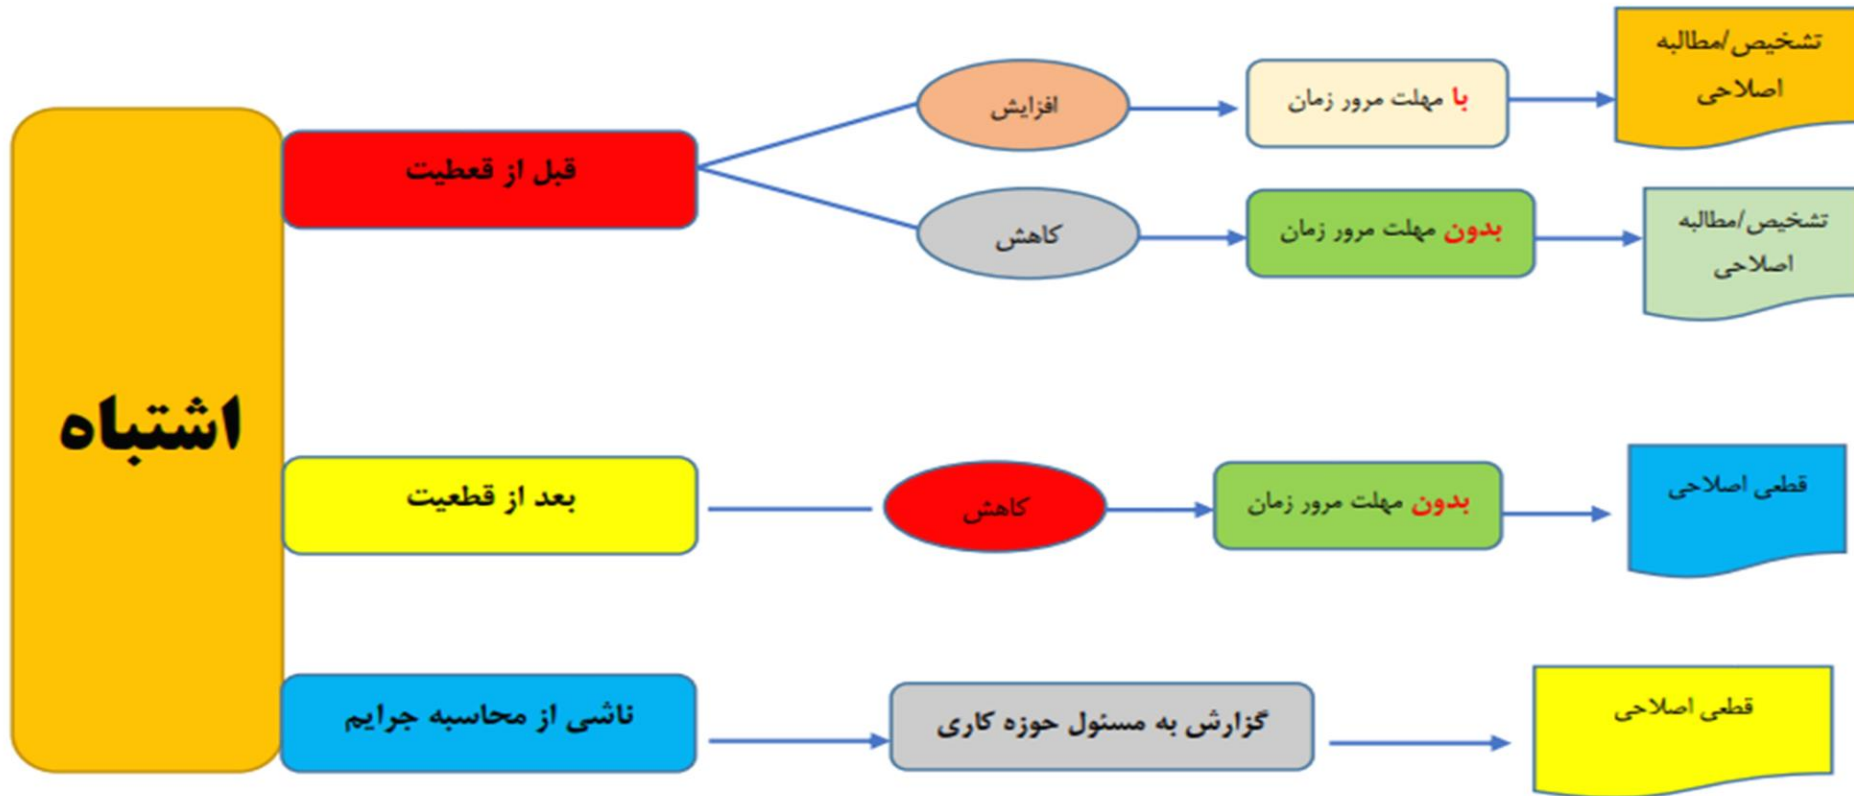 اشتباه
قبل از قعطیت
افزایش
با مهلت مرور زمان
تشخیص/مطالبه
اصلاحی
کاهش
بدون مهلت مرور زمان
تشخیص/مطالبه
اصلاحی
بعد از قطعیت
کاهش
بدون مهلت مرور زمان
قطعی اصلاحی
ناشی از محاسبه جرایم
گزارش به مسئول حوزه کاری
قطعی اصلاحی